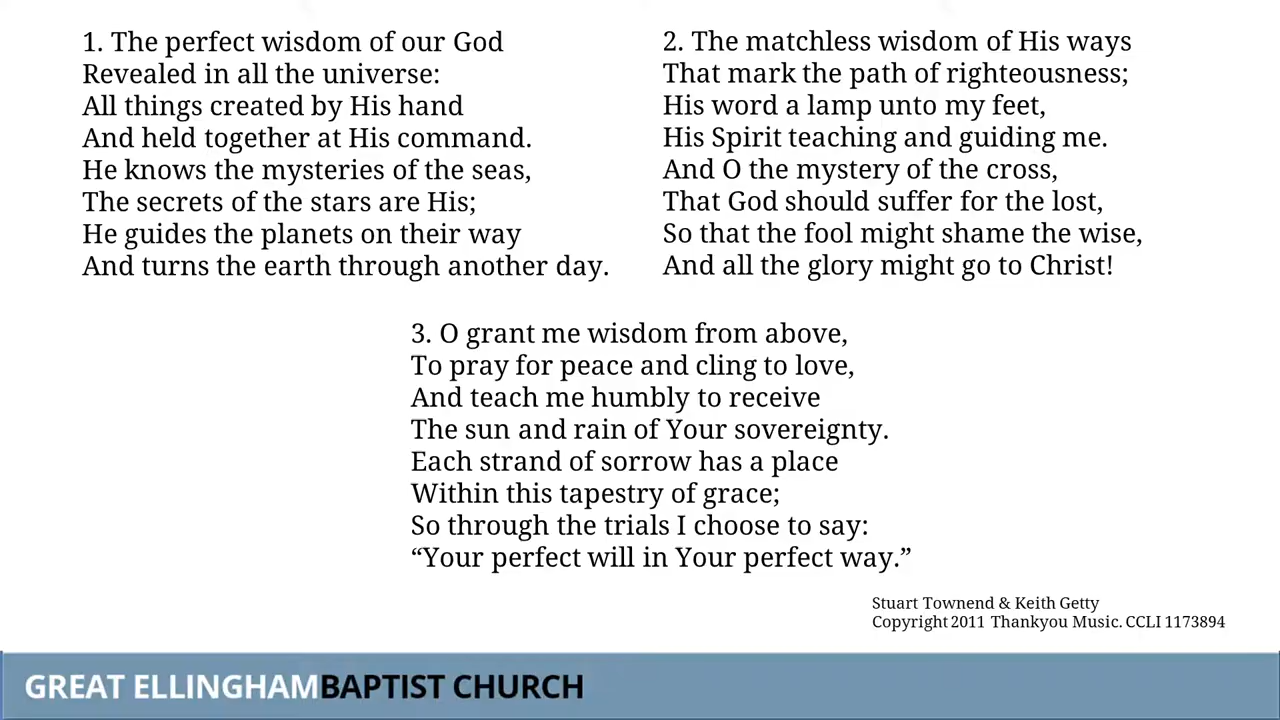 1. The perfect wisdom of our God
Revealed in all the universe:
All things created by His hand
And held together at His command.
He knows the mysteries of the seas,
The secrets of the stars are His;
He guides the planets on their way
And turns the earth through another day.
2. The matchless wisdom of His ways
That mark the path of righteousness;
His word a lamp unto my feet,
His Spirit teaching and guiding me.
And O the mystery of the cross,
That God should suffer for the lost,
So that the fool might shame the wise,
And all the glory might go to Christ!
3. O grant me wisdom from above,
To pray for peace and cling to love,
And teach me humbly to receive
The sun and rain of Your sovereignty.
Each strand of sorrow has a place
Within this tapestry of grace;
So through the trials I choose to say:
“Your perfect will in Your perfect way.”
Stuart Townend & Keith Getty
Copyright 2011 Thankyou Music. CCLI 1173894
GREAT ELLINGHAMBAPTIST CHURCH